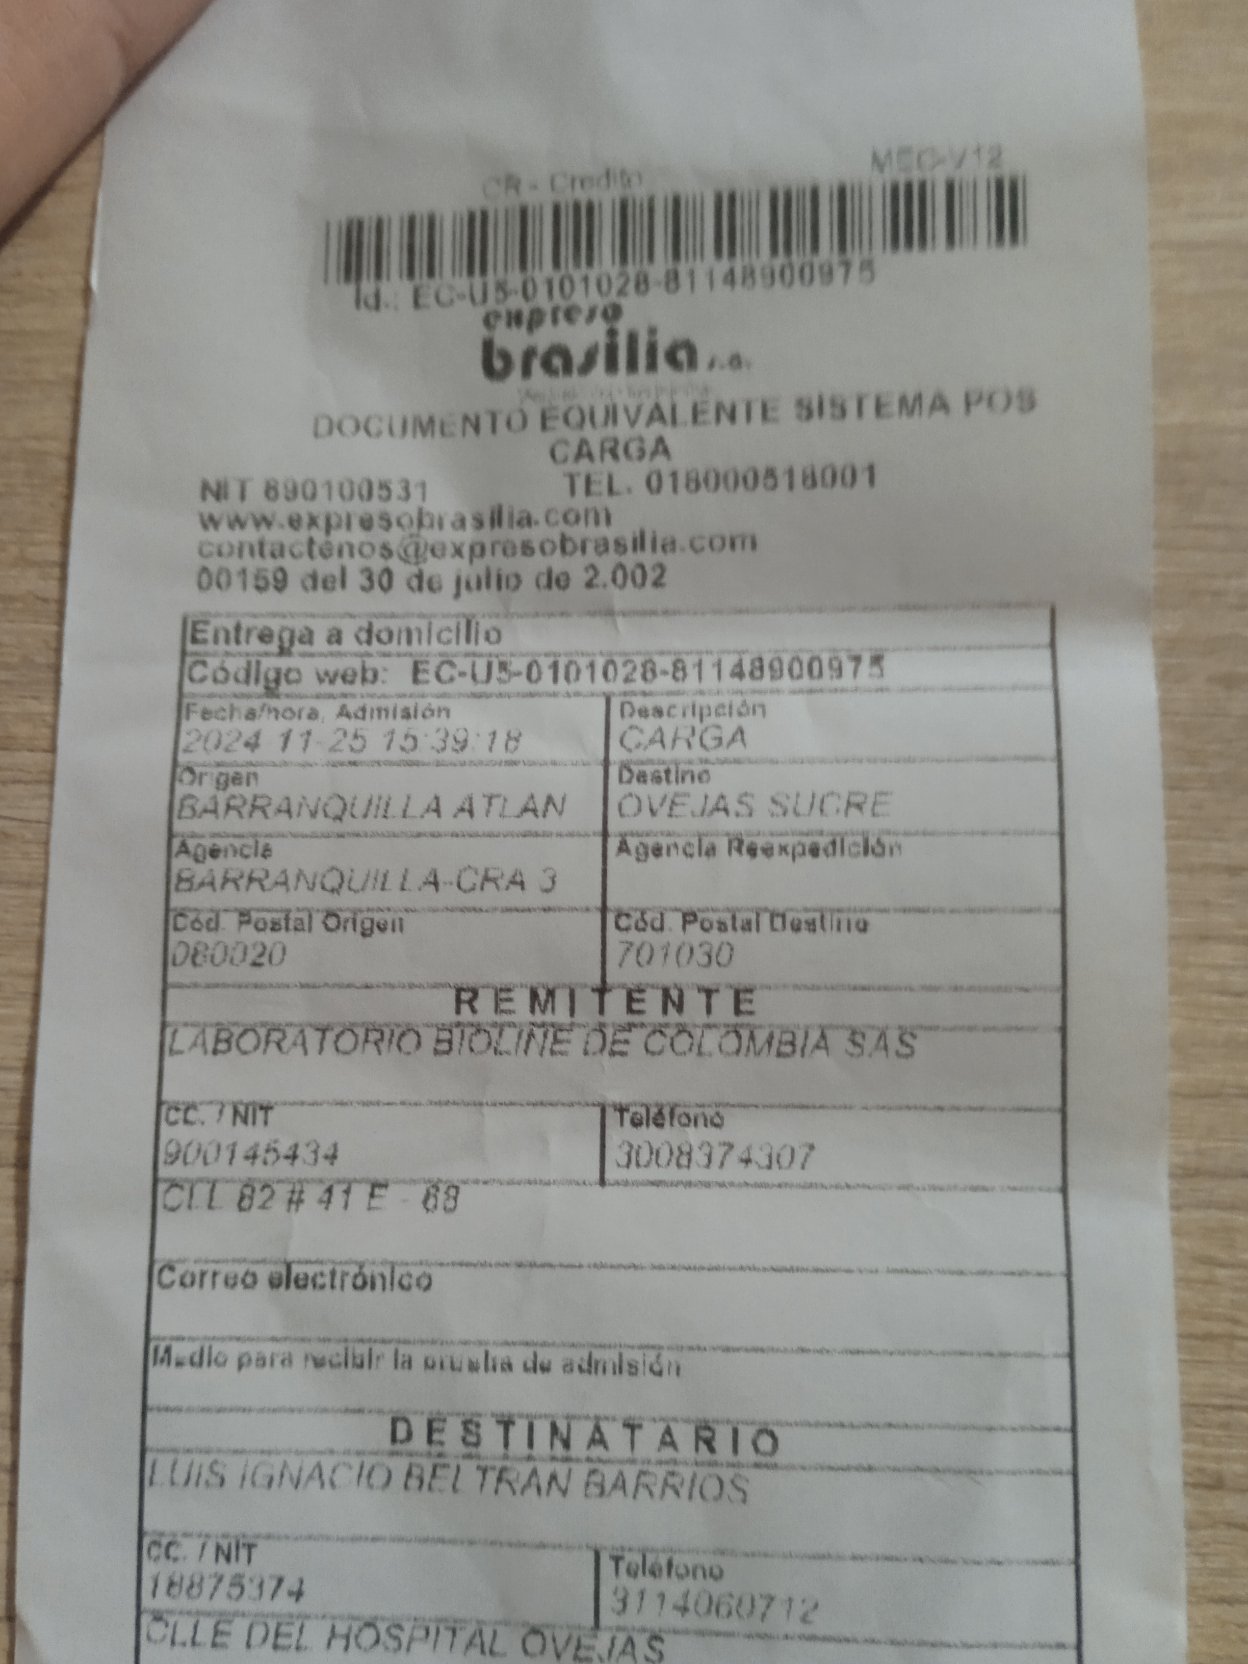 CR - Credito
MEC-V12
Id.: EC-U5-0101028-81148900975
expreso
brasilia s.a.
DOCUMENTO EQUIVALENTE SISTEMA POS
CARGA
NIT 890100531 TEL. 018000518001
www.expresobrasilia.com
contactenos@expresobrasilia.com
00159 del 30 de julio de 2.002
Entrega a domicilio
Código web: EC-U5-0101028-81148900975
Fecha/hora, Admisión Descripción
2024-11-25 15:39:18 CARGA
Origen Destino
BARRANQUILLA ATLAN OVEJAS SUCRE
Agencia Agencia Reexpedición
BARRANQUILLA-CRA 3
Cód. Postal Origen Cód. Postal Destino
080020 701030
REMITENTE
LABORATORIO BIOLINE DE COLOMBIA SAS
CC. / NIT Teléfono
900145434 3008374307
CLL 82 # 41 E - 68
Correo electrónico
Medio para recibir la prueba de admisión
DESTINATARIO
LUIS IGNACIO BELTRAN BARRIOS
CC. / NIT Teléfono
18875374 3114060712
CLLE DEL HOSPITAL OVEJAS